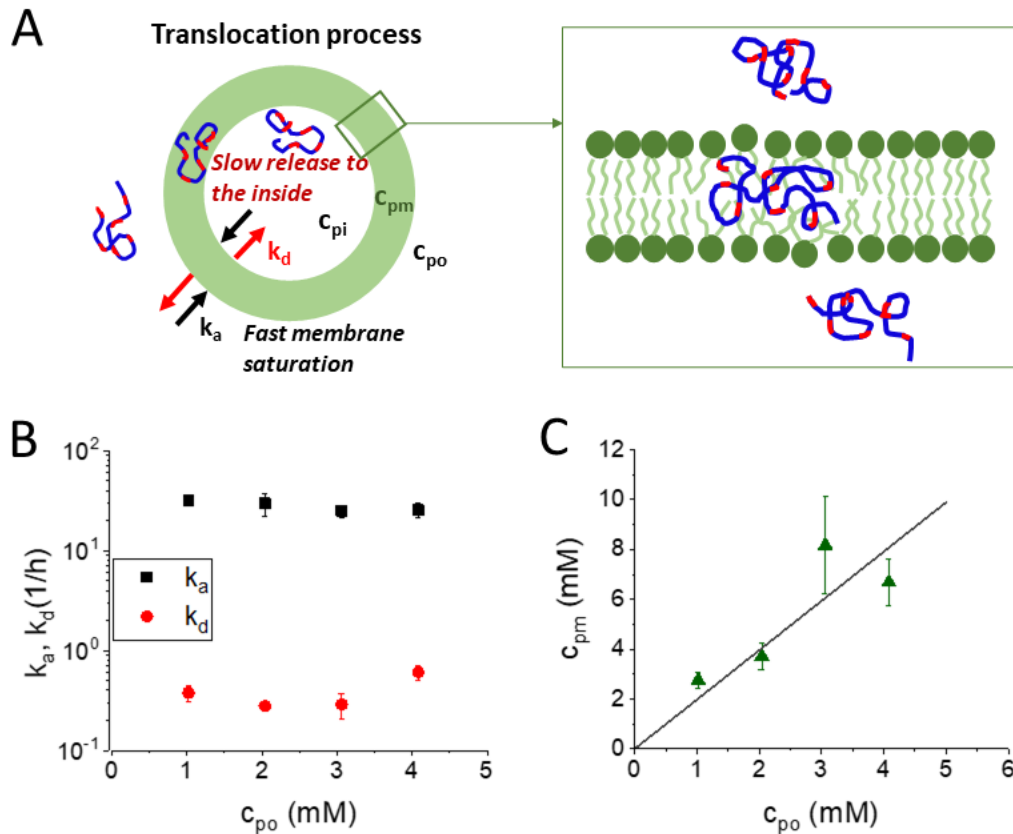 A
Translocation process
Slow release to
the inside
c_pm
c_pi
k_d
c_po
k_a
Fast membrane
saturation
B
10^2
10^1
10^0
10^-1
k_a, k_d(1/h)
k_a
k_d
0 1 2 3 4 5
c_po (mM)
C
12
10
8
6
4
2
0
c_pm (mM)
0 1 2 3 4 5 6
c_po (mM)